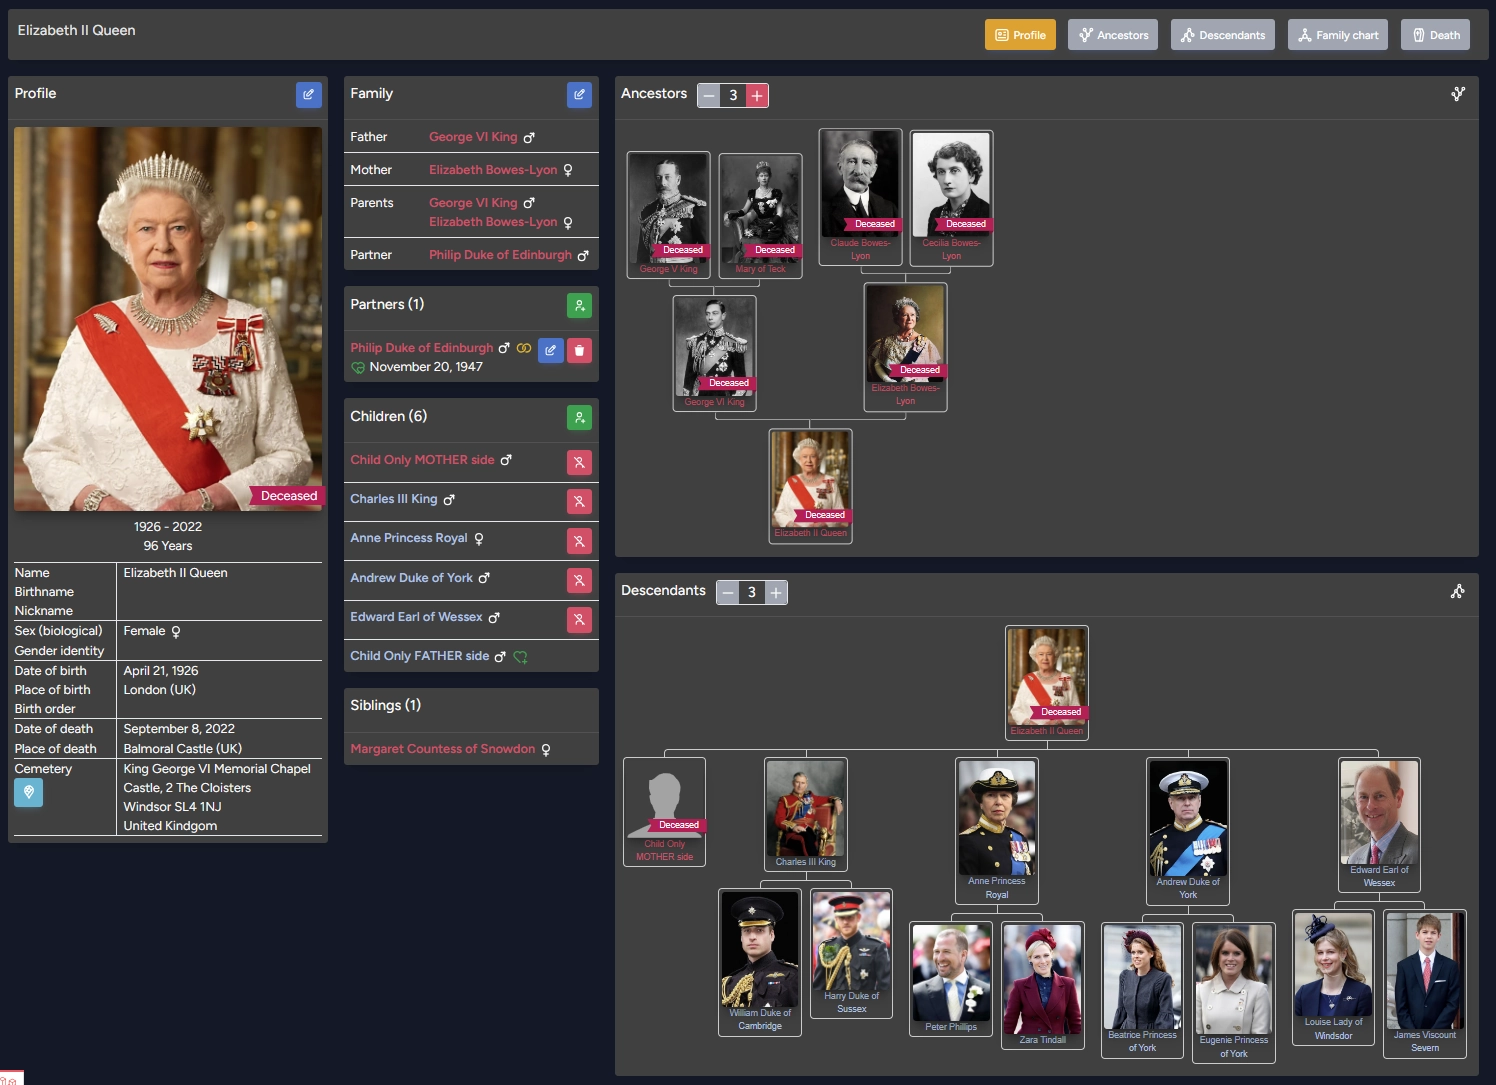 Elizabeth II Queen
Profile
Ancestors
Descendants
Family chart
Death
Profile
Deceased
1926 - 2022
96 Years
Name Elizabeth II Queen
Birthname
Nickname
Sex (biological) Female
Gender identity
Date of birth April 21, 1926
Place of birth London (UK)
Birth order
Date of death September 8, 2022
Place of death Balmoral Castle (UK)
Cemetery King George VI Memorial Chapel
Castle, 2 The Cloisters
Windsor SL4 1NJ
United Kindgom
Family
Father George VI King
Mother Elizabeth Bowes-Lyon
Parents George VI King
Elizabeth Bowes-Lyon
Partner Philip Duke of Edinburgh
Partners (1)
Philip Duke of Edinburgh
November 20, 1947
Children (6)
Child Only MOTHER side
Charles III King
Anne Princess Royal
Andrew Duke of York
Edward Earl of Wessex
Child Only FATHER side
Siblings (1)
Margaret Countess of Snowdon
Ancestors 3
Deceased
George V King
Deceased
Mary of Teck
Deceased
Claude Bowes-
Lyon
Deceased
Cecilia Bowes-
Lyon
Deceased
George VI King
Deceased
Elizabeth Bowes-
Lyon
Deceased
Elizabeth II Queen
Descendants 3
Deceased
Elizabeth II Queen
Deceased
Child Only
MOTHER side
Charles III King
Anne Princess
Royal
Andrew Duke of
York
Edward Earl of
Wessex
William Duke of
Cambridge
Harry Duke of
Sussex
Peter Phillips
Zara Tindall
Beatrice Princess
of York
Eugenie Princess
of York
Louise Lady of
Windsdor
James Viscount
Severn